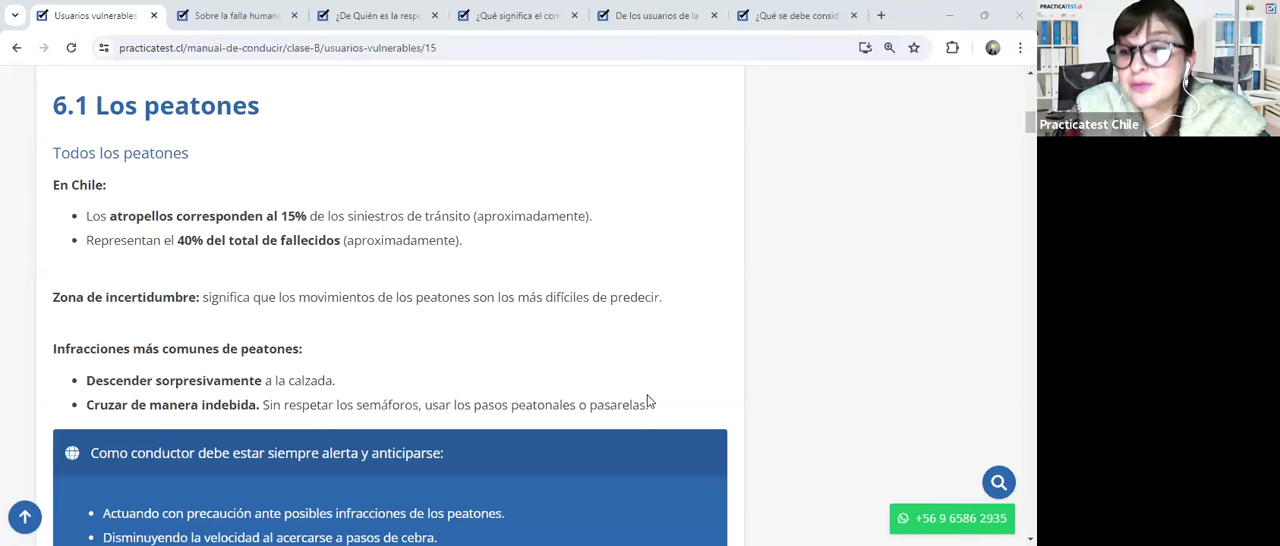 Usuarios vulnerables
Sobre la falla human
¿De Quién es la resp
¿Qué significa el con
De los usuarios de la
¿Qué se debe consid
practicatest.cl/manual-de-conducir/clase-B/usuarios-vulnerables/15
PRACTICATEST.CL
Practicatest Chile
6.1 Los peatones
Todos los peatones
En Chile:
Los atropellos corresponden al 15% de los siniestros de tránsito (aproximadamente).
Representan el 40% del total de fallecidos (aproximadamente).
Zona de incertidumbre: significa que los movimientos de los peatones son los más difíciles de predecir.
Infracciones más comunes de peatones:
Descender sorpresivamente a la calzada.
Cruzar de manera indebida. Sin respetar los semáforos, usar los pasos peatonales o pasarelas.
Como conductor debe estar siempre alerta y anticiparse:
Actuando con precaución ante posibles infracciones de los peatones.
Disminuyendo la velocidad al acercarse a pasos de cebra.
+56 9 6586 2935